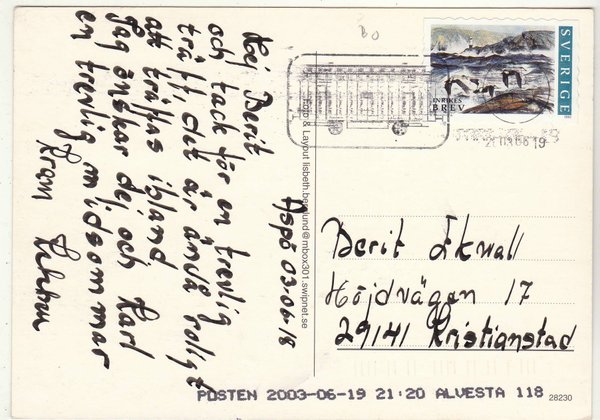 Aspö 03.06.18
Hej Berit
och tack för en trevlig
träff det är ändå roligt
att träffas ibland
Jag önskar dej och Karl
en trevlig midsommar
Kram
Foto & Layout lisbeth.berglund@mbox301.swipnet.se
SVERIGE
INRIKES
BREV
Berit Ekwall
Höjdvägen 17
29141 Kristianstad
POSTEN 2003-06-19 21:20 ALVESTA 118
28230